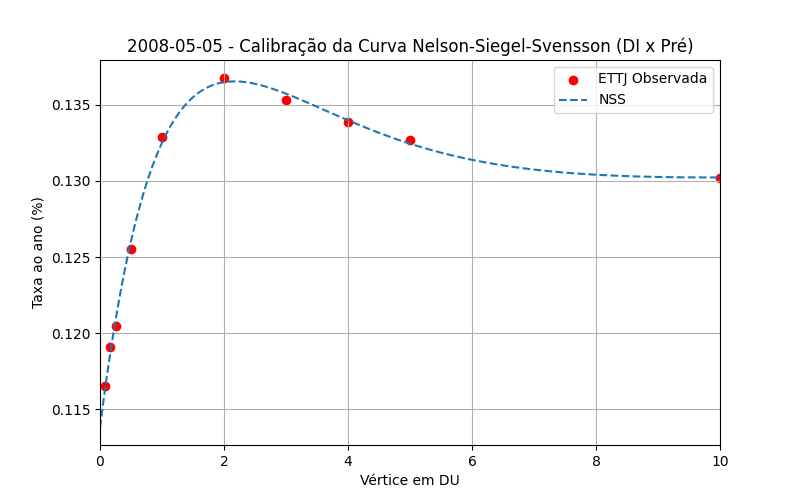 2008-05-05 - Calibração da Curva Nelson-Siegel-Svensson (DI x Pré)
ETTJ Observada
NSS
Taxa ao ano (%)
0.135
0.130
0.125
0.120
0.115
0 2 4 6 8 10
Vértice em DU